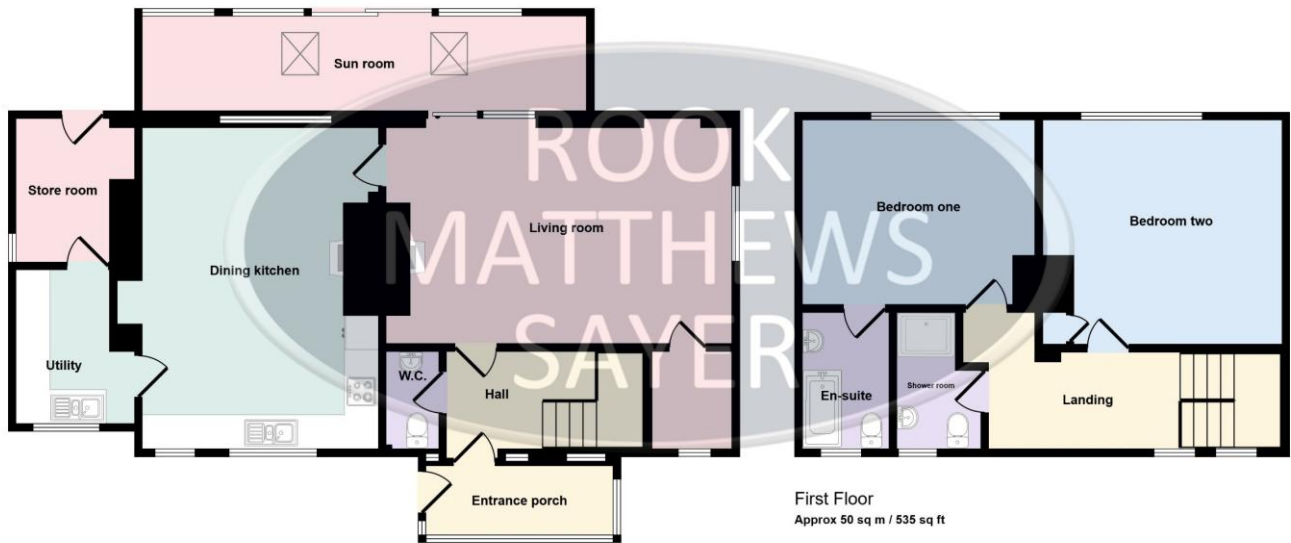 Sun room
Store room
Dining kitchen
Living room
Utility
W.C.
Hall
Entrance porch
Bedroom one
Bedroom two
En-suite
Shower room
Landing
First Floor
Approx 50 sq m / 535 sq ft
ROOK
MATTHEWS
SAYER